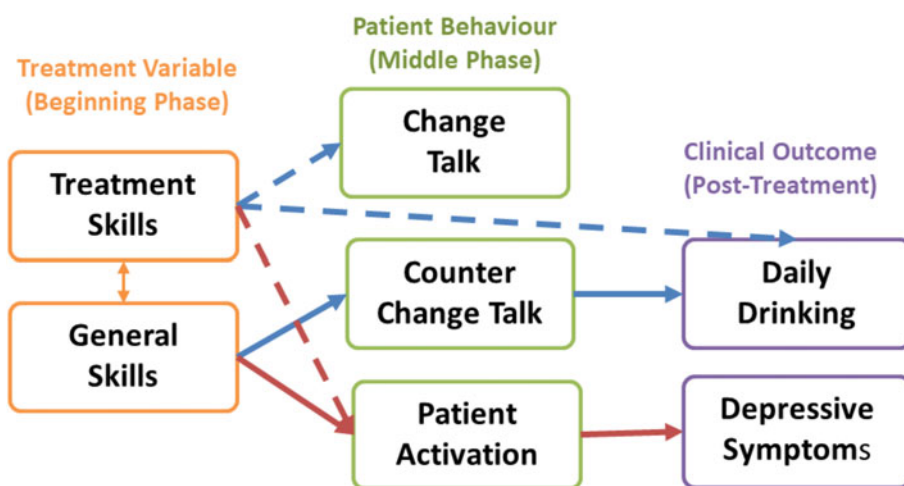 Treatment Variable
(Beginning Phase)
Patient Behaviour
(Middle Phase)
Clinical Outcome
(Post-Treatment)
Treatment
Skills
General
Skills
Change
Talk
Counter
Change Talk
Patient
Activation
Daily
Drinking
Depressive
Symptoms